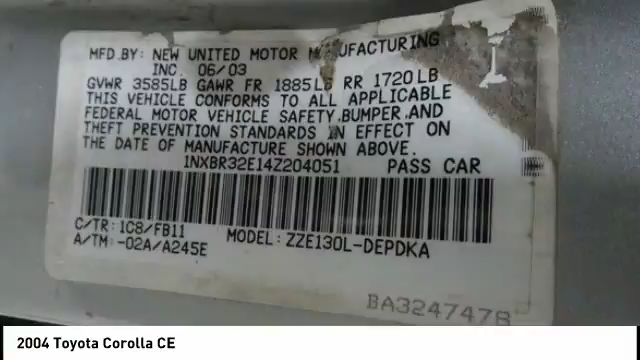 MFD.BY: NEW UNITED MOTOR MANUFACTURING
INC. 06/03
GVWR 3585LB GAWR FR 1885LB RR 1720LB
THIS VEHICLE CONFORMS TO ALL APPLICABLE
FEDERAL MOTOR VEHICLE SAFETY,BUMPER,AND
THEFT PREVENTION STANDARDS IN EFFECT ON
THE DATE OF MANUFACTURE SHOWN ABOVE.
1NXBR32E14Z204051 PASS CAR
C/TR: 1C8/FB11 MODEL: ZZE130L-DEPDKA
A/TM: -02A/A245E
BA3247478
2004 Toyota Corolla CE